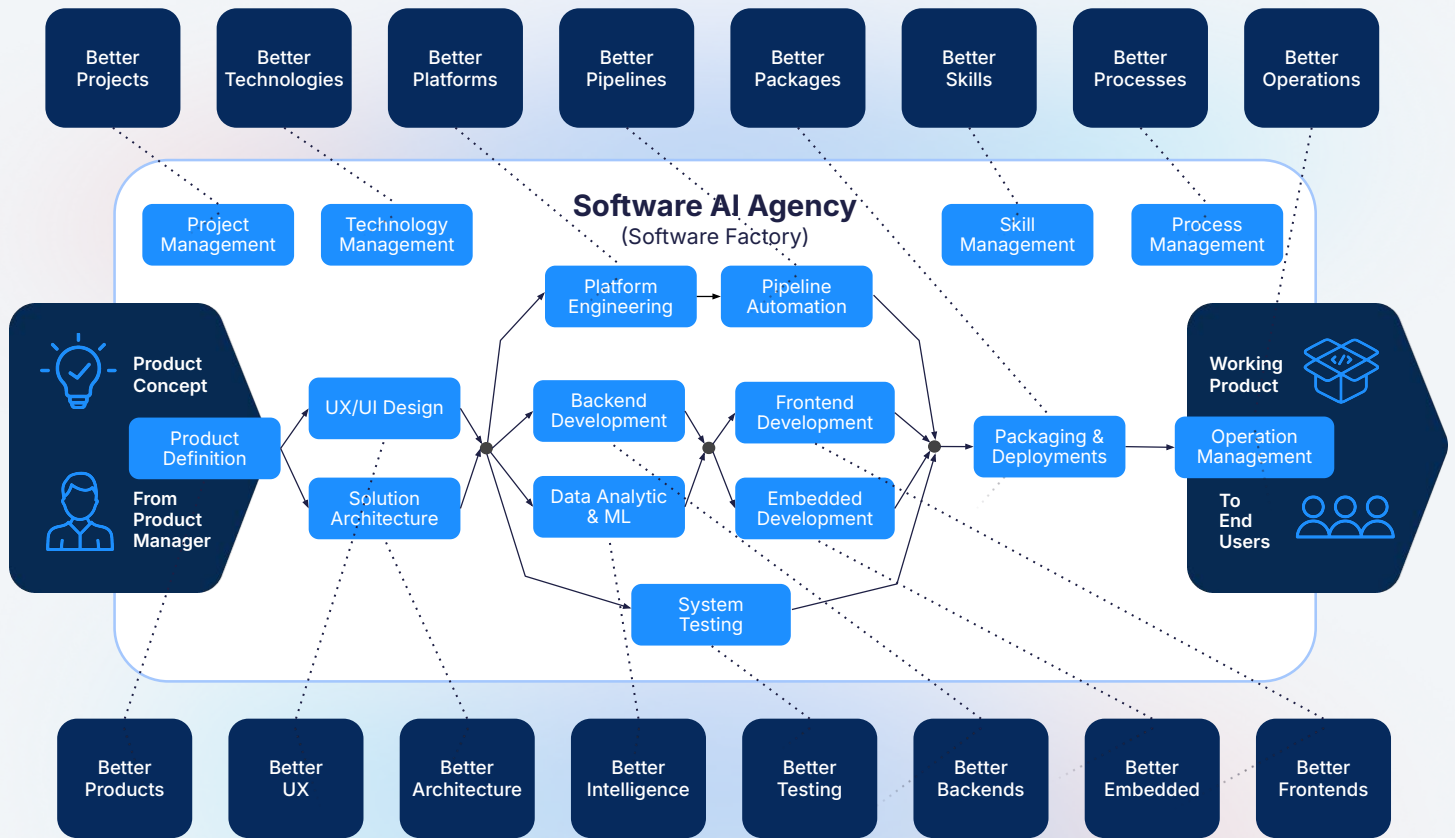 Better
Projects
Better
Technologies
Better
Platforms
Better
Pipelines
Better
Packages
Better
Skills
Better
Processes
Better
Operations
Software AI Agency
(Software Factory)
Project
Management
Technology
Management
Skill
Management
Process
Management
Platform
Engineering
Pipeline
Automation
Product
Concept
Product
Definition
From
Product
Manager
UX/UI Design
Solution
Architecture
Backend
Development
Data Analytic
& ML
Frontend
Development
Embedded
Development
System
Testing
Packaging &
Deployments
Working
Product
Operation
Management
To
End
Users
Better
Products
Better
UX
Better
Architecture
Better
Intelligence
Better
Testing
Better
Backends
Better
Embedded
Better
Frontends